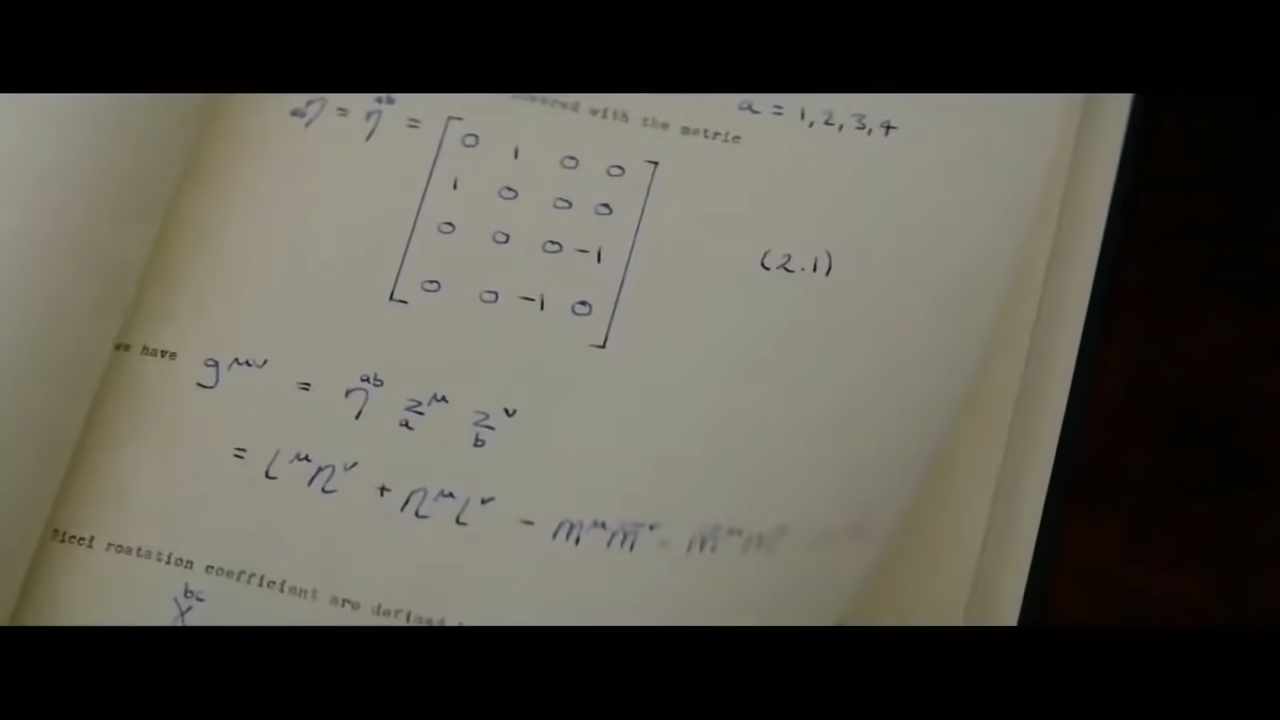 with the metric a = 1,2,3,4
η = η^ab =
0 1 0 0
1 0 0 0
0 0 0 -1
0 0 -1 0
(2.1)
we have g^μν = η^ab z_a^μ z_b^ν
= l^μ n^ν + n^μ l^ν - m^μ m̅^ν - m̅^μ m^ν
Ricci roatation coefficient are defined
γ^bc